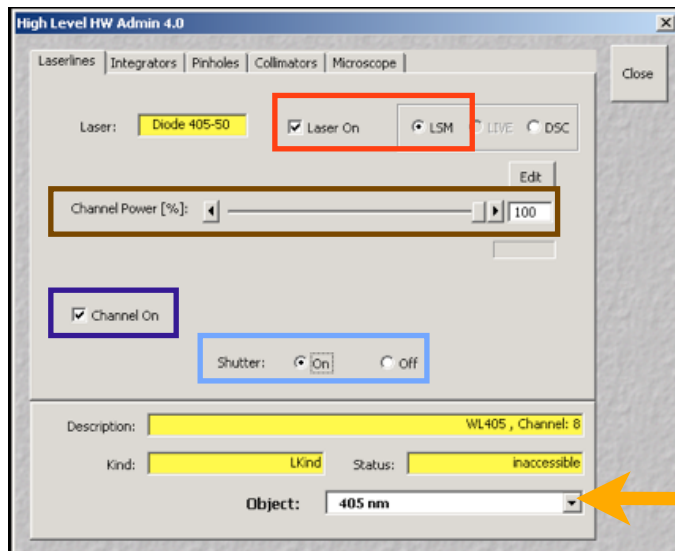 High Level HW Admin 4.0
Laserlines Integrators Pinholes Collimators Microscope
Close
Laser: Diode 405-50 Laser On LSM LIVE DSC
Edit
Channel Power [%]: 100
Channel On
Shutter: On Off
Description: WL405 , Channel: 8
Kind: LKind Status: inaccessible
Object: 405 nm